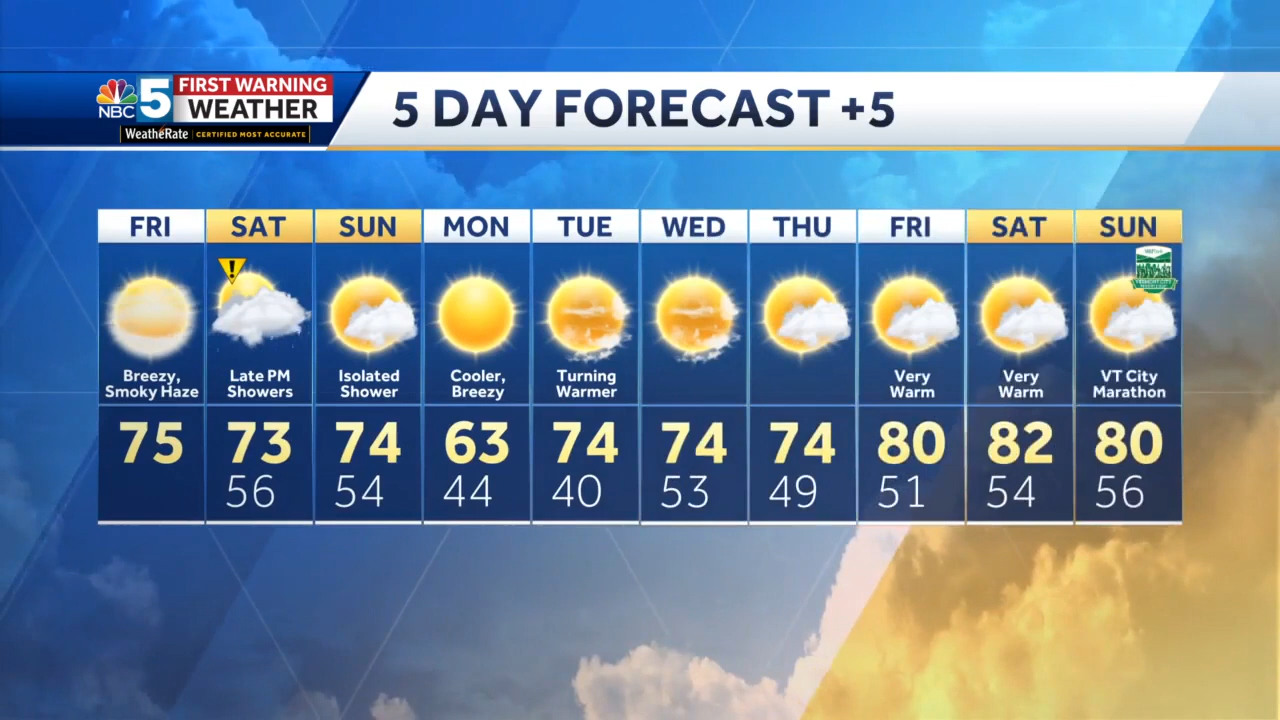 NBC 5 FIRST WARNING
WEATHER
WeatheRate CERTIFIED MOST ACCURATE
5 DAY FORECAST +5
FRI SAT SUN MON TUE WED THU FRI SAT SUN
!
VERMONT CITY
Breezy, Late PM Isolated Cooler, Turning Very Very VT City
Smoky Haze Showers Shower Breezy Warmer Warm Warm Marathon
75 73 74 63 74 74 74 80 82 80
56 54 44 40 53 49 51 54 56